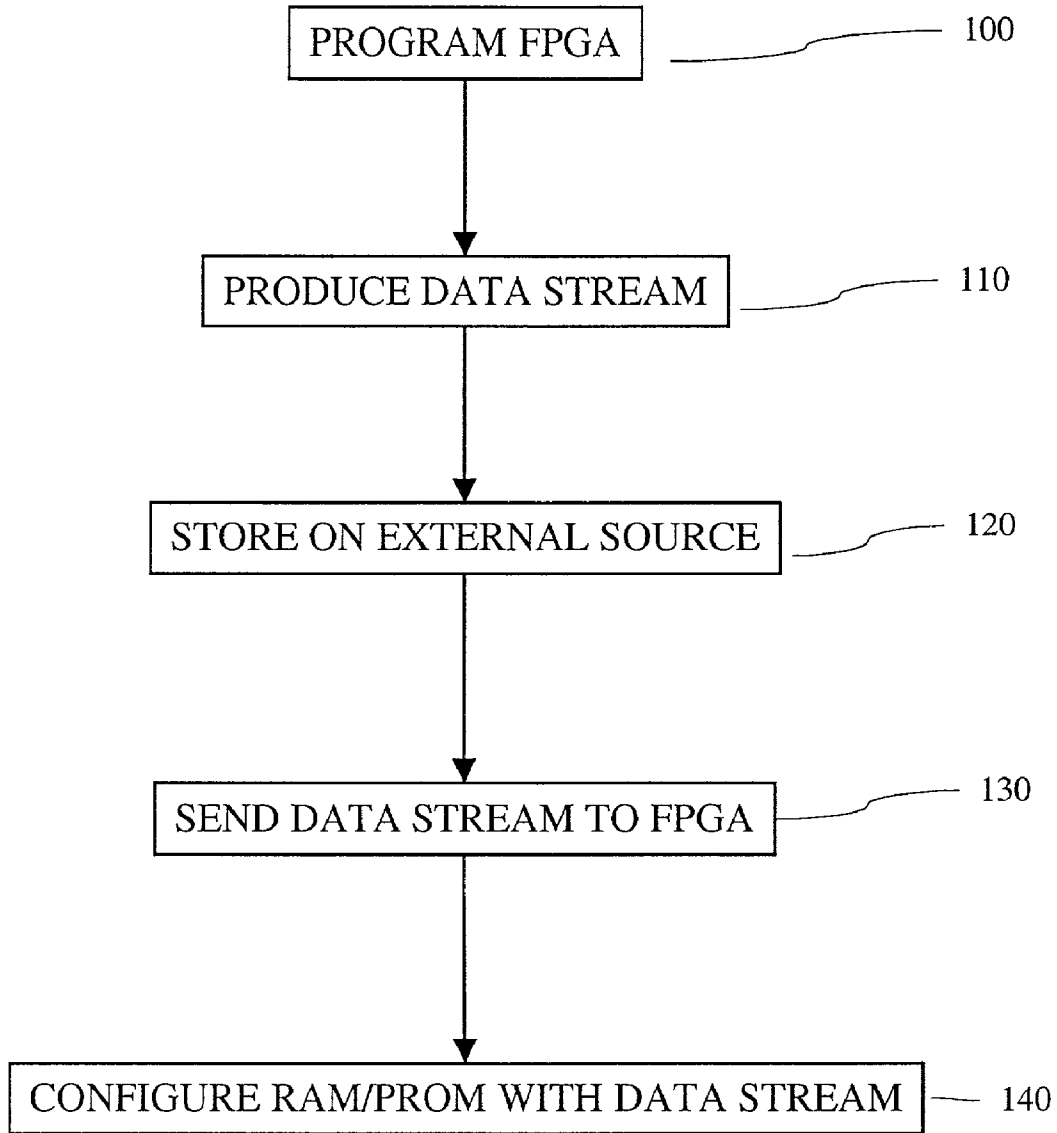 PROGRAM FPGA
100
PRODUCE DATA STREAM
110
STORE ON EXTERNAL SOURCE
120
SEND DATA STREAM TO FPGA
130
CONFIGURE RAM/PROM WITH DATA STREAM
140